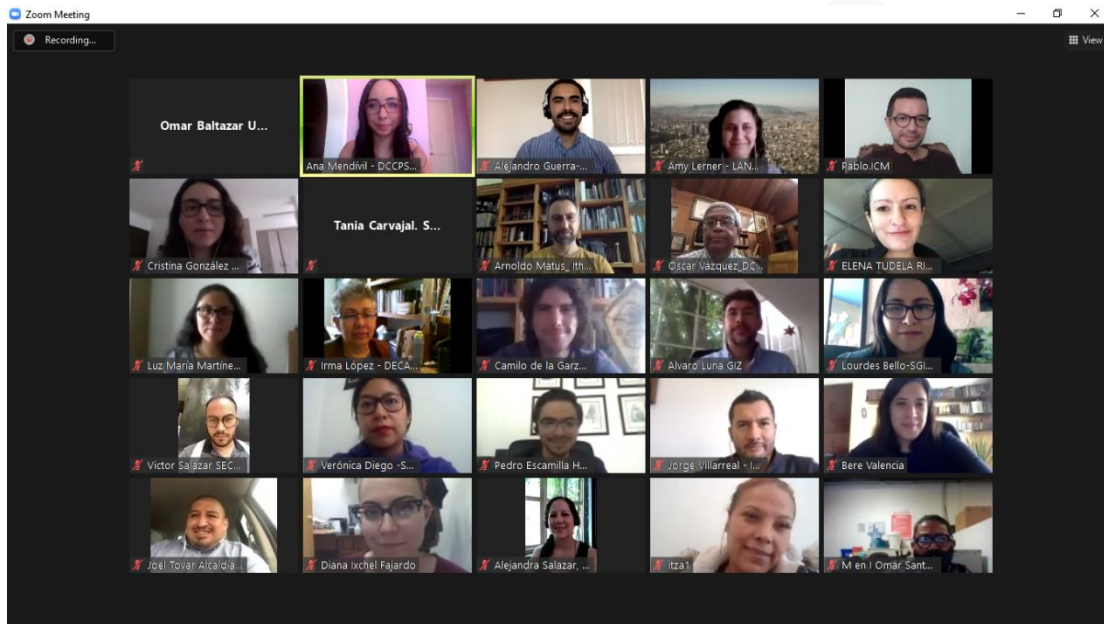 Zoom Meeting
Recording...
View
Omar Baltazar U...
Ana Mendívil - DCCPS...
Alejandro Guerra-...
Amy Lerner - LAN...
Pablo.ICM
Cristina González ...
Tania Carvajal. S...
Arnoldo Matus_ Ith...
Oscar Vázquez_DC...
ELENA TUDELA RI...
Luz María Martíne...
Irma López - DECA...
Camilo de la Garz...
Alvaro Luna GIZ
Lourdes Bello-SGI...
Victor Salazar SEC...
Verónica Diego -S...
Pedro Escamilla H...
Jorge Villarreal - I...
Bere Valencia
Joel Tovar Alcaldía...
Diana Ixchel Fajardo
Alejandra Salazar, ...
itza1
M en I Omar Sant...